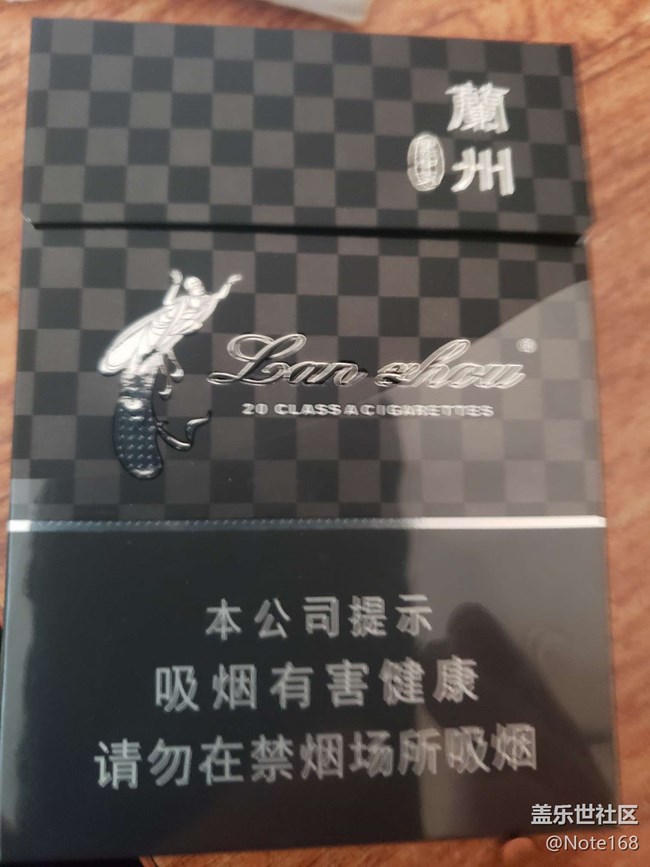 蘭州
Lan zhou®
20 CLASS A CIGARETTES
本公司提示
吸烟有害健康
请勿在禁烟场所吸烟
盖乐世社区
@Note168